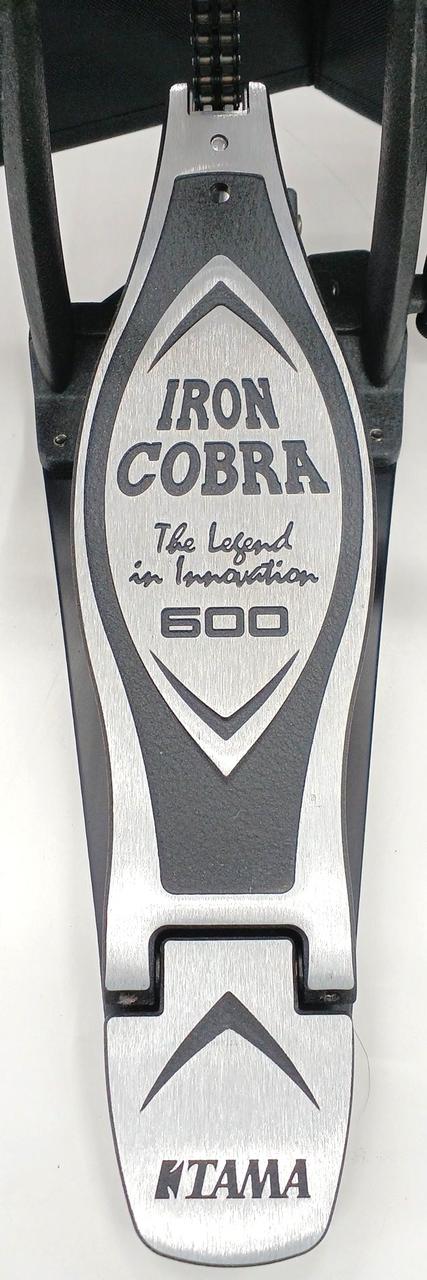 IRON
COBRA
The Legend
in Innovation
600
TAMA